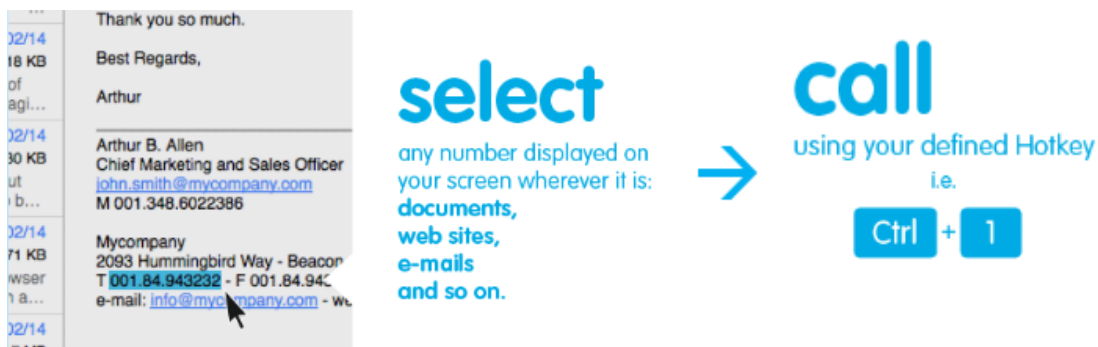 02/14
18 KB
of
agi...
02/14
30 KB
ut
b...
02/14
71 KB
wser
a...
02/14
Thank you so much.
Best Regards,
Arthur
Arthur B. Allen
Chief Marketing and Sales Officer
john.smith@mycompany.com
M 001.348.6022386
Mycompany
2093 Hummingbird Way - Beacon
T 001.84.943232 - F 001.84.943
e-mail: info@mycompany.com - we
select
any number displayed on
your screen wherever it is:
documents,
web sites,
e-mails
and so on.
call
using your defined Hotkey
i.e.
Ctrl + 1